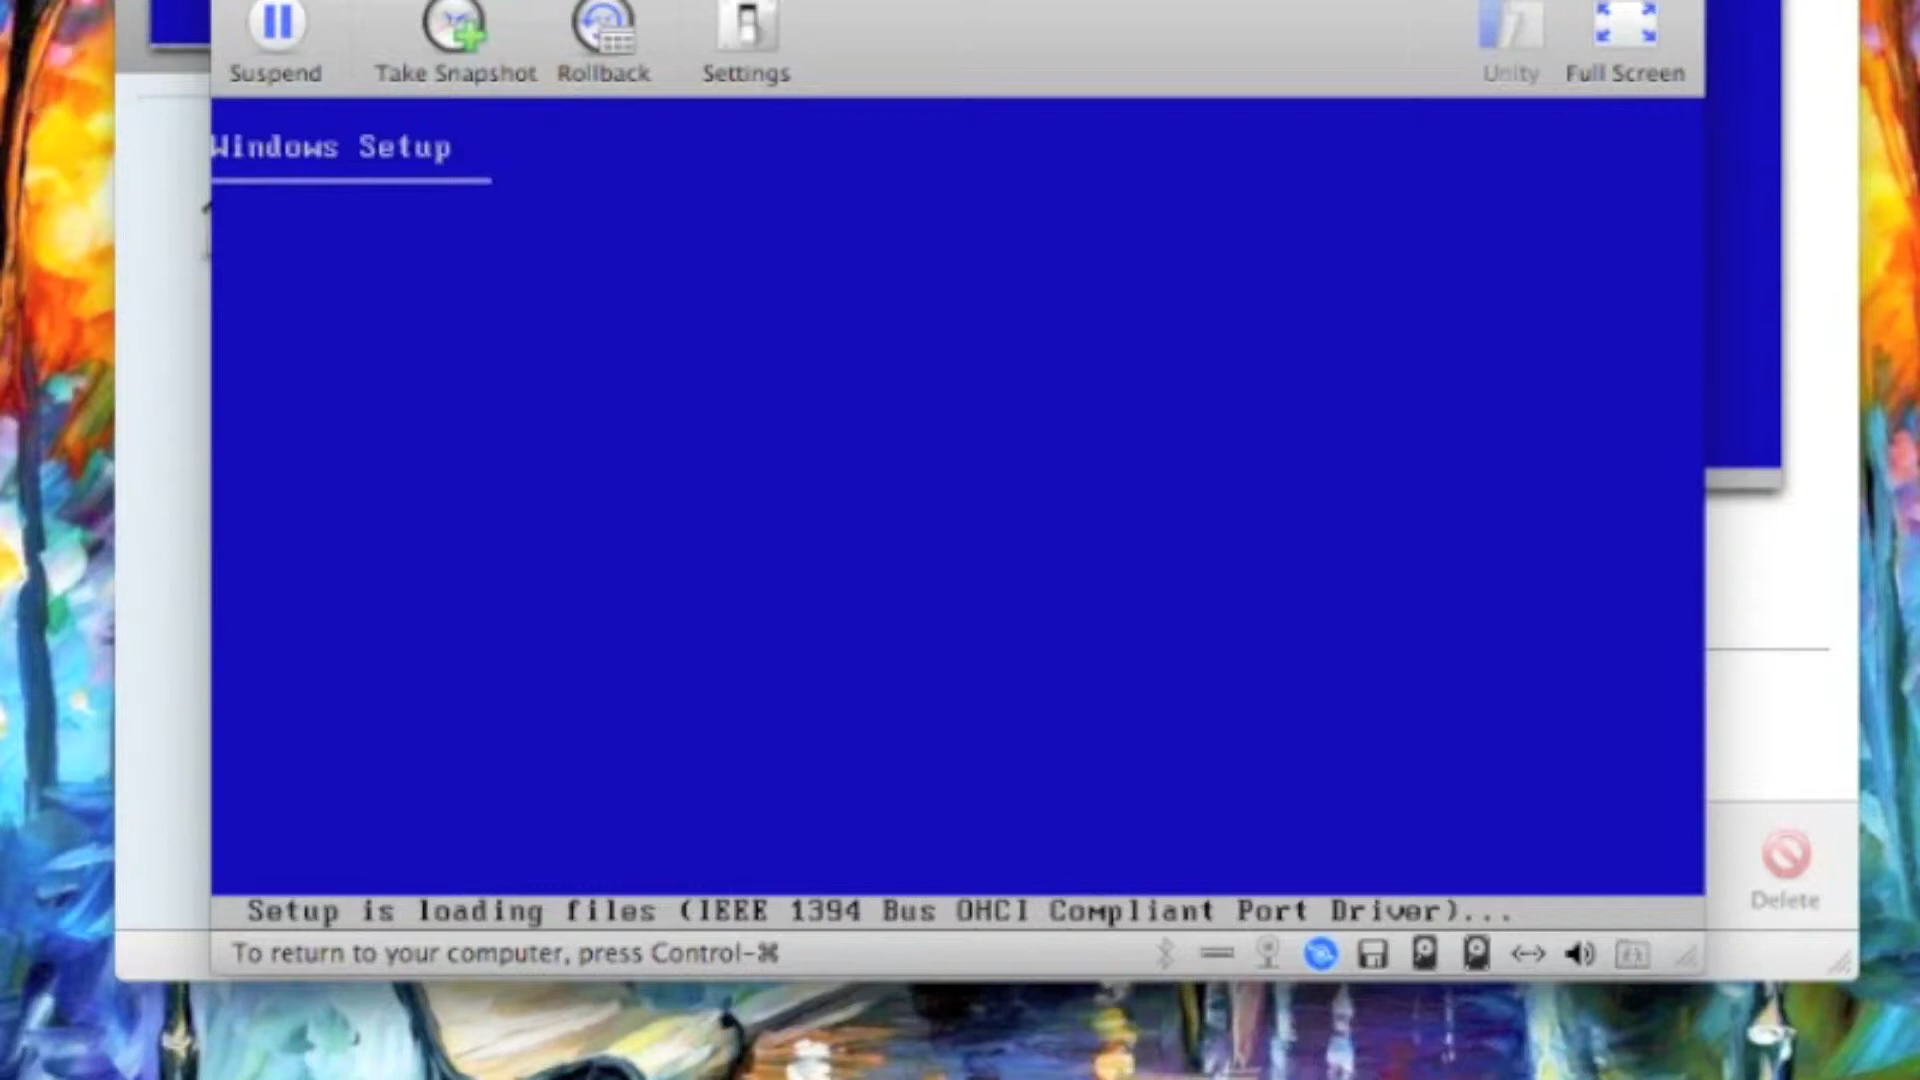 Suspend Take Snapshot Rollback Settings Unity Full Screen
Windows Setup
Setup is loading files (IEEE 1394 Bus OHCI Compliant Port Driver)...
Delete
To return to your computer, press Control-⌘